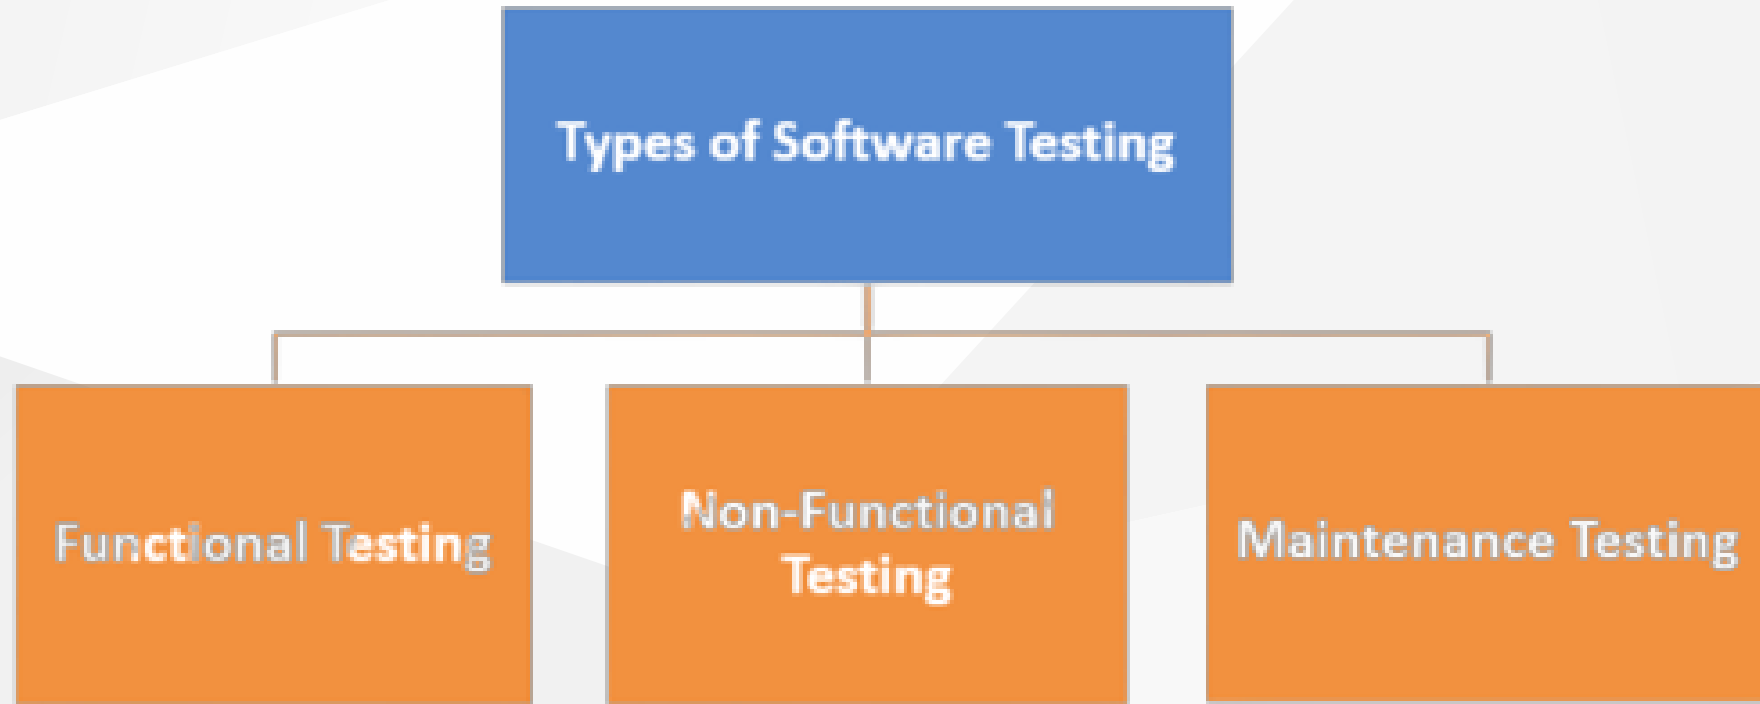 Types of Software Testing
Functional Testing
Non-Functional
Testing
Maintenance Testing